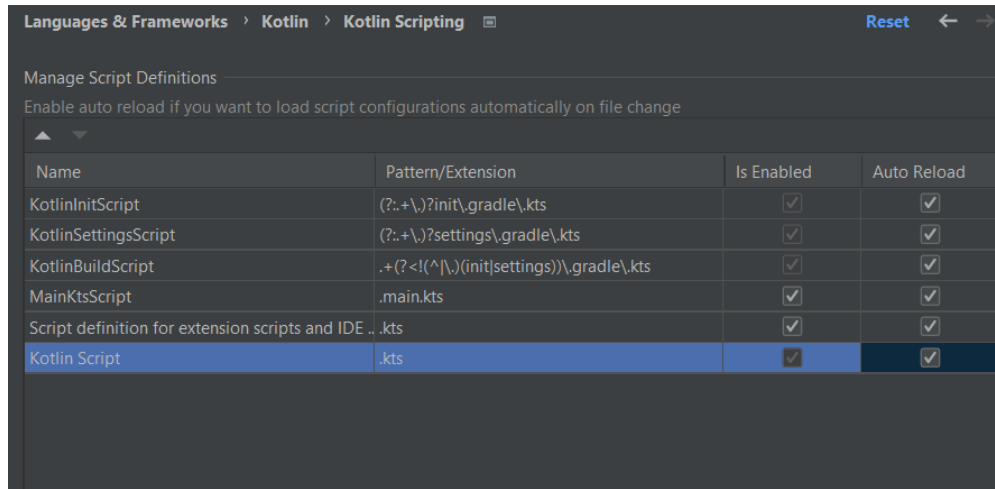 Languages & Frameworks › Kotlin › Kotlin Scripting Reset
Manage Script Definitions
Enable auto reload if you want to load script configurations automatically on file change
Name Pattern/Extension Is Enabled Auto Reload
KotlinInitScript (?:.+\.)?init\.gradle\.kts
KotlinSettingsScript (?:.+\.)?settings\.gradle\.kts
KotlinBuildScript .+(?<!(^|\.)(init|settings))\.gradle\.kts
MainKtsScript .main.kts
Script definition for extension scripts and IDE .. .kts
Kotlin Script .kts